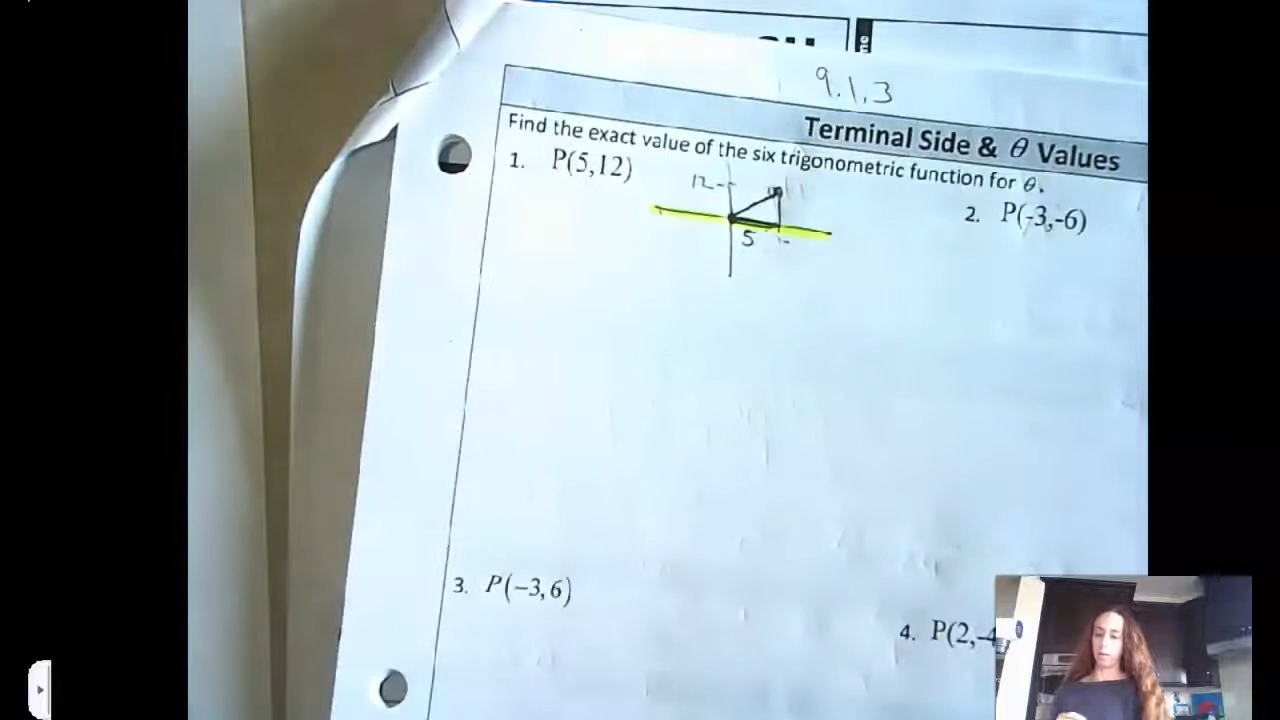 9.1.3
Terminal Side & θ Values
Find the exact value of the six trigonometric function for θ.
1. P(5,12)
12
5
2. P(-3,-6)
3. P(−3,6)
4. P(2,-4